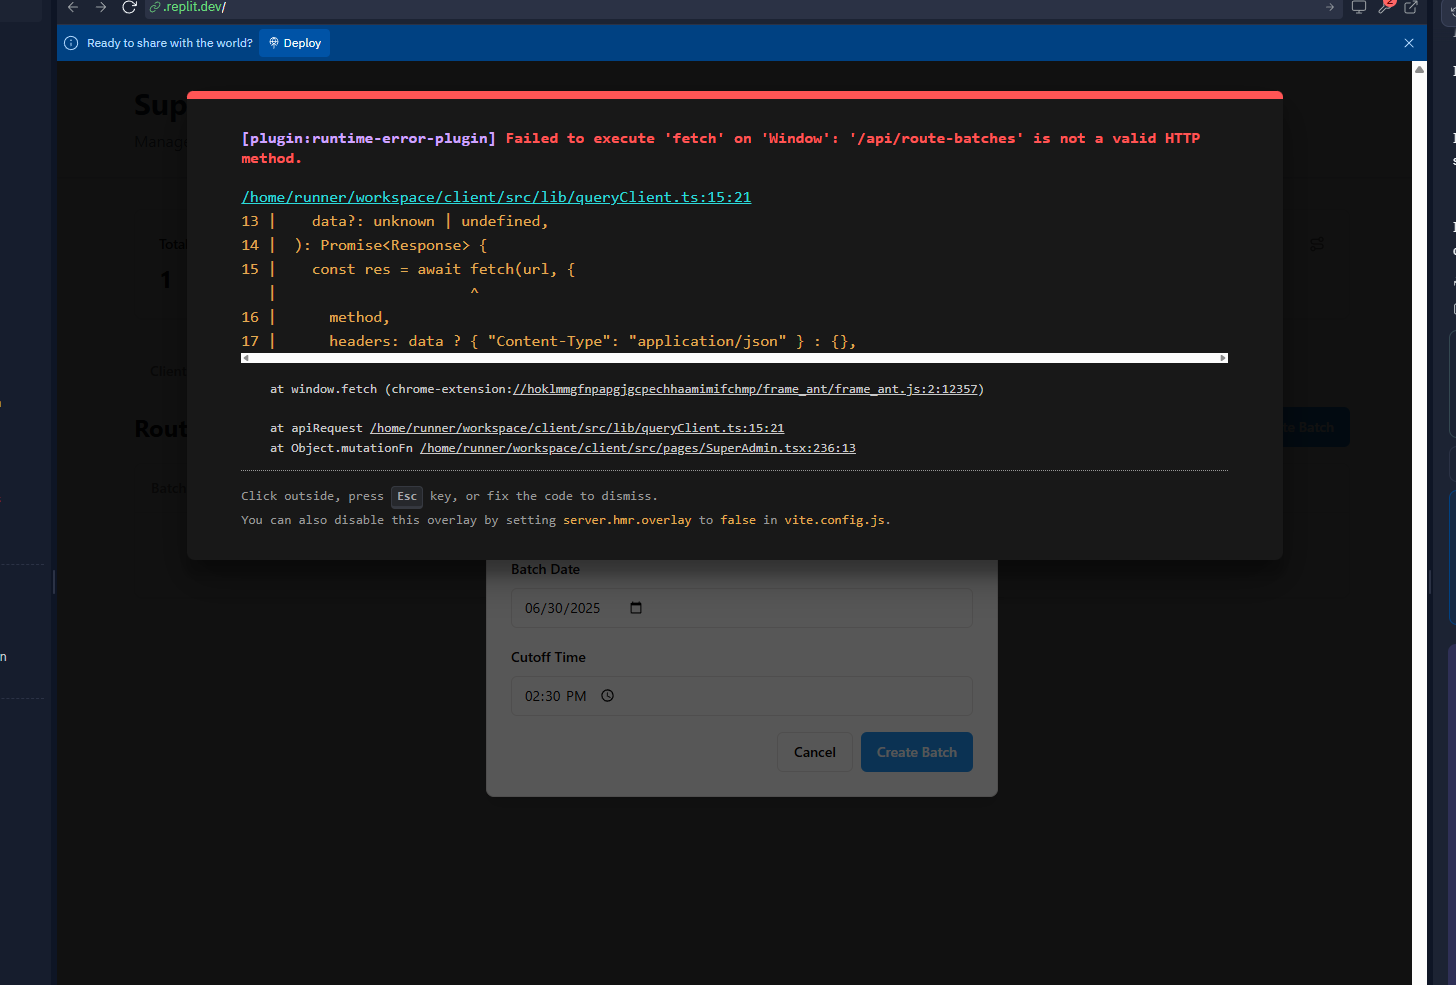 .replit.dev/
2
Ready to share with the world? Deploy
Sup
Manage
[plugin:runtime-error-plugin] Failed to execute 'fetch' on 'Window': '/api/route-batches' is not a valid HTTP
method.
/home/runner/workspace/client/src/lib/queryClient.ts:15:21
13 |    data?: unknown | undefined,
14 |  ): Promise<Response> {
15 |    const res = await fetch(url, {
   |                      ^
16 |      method,
17 |      headers: data ? { "Content-Type": "application/json" } : {},
Total
1
at window.fetch (chrome-extension://hoklmmgfnpapgjgcpechhaamimifchmp/frame_ant/frame_ant.js:2:12357)
Client
at apiRequest /home/runner/workspace/client/src/lib/queryClient.ts:15:21
at Object.mutationFn /home/runner/workspace/client/src/pages/SuperAdmin.tsx:236:13
Rout
te Batch
Batch
Click outside, press Esc key, or fix the code to dismiss.
You can also disable this overlay by setting server.hmr.overlay to false in vite.config.js.
Batch Date
06/30/2025
Cutoff Time
02:30 PM
Cancel
Create Batch
n